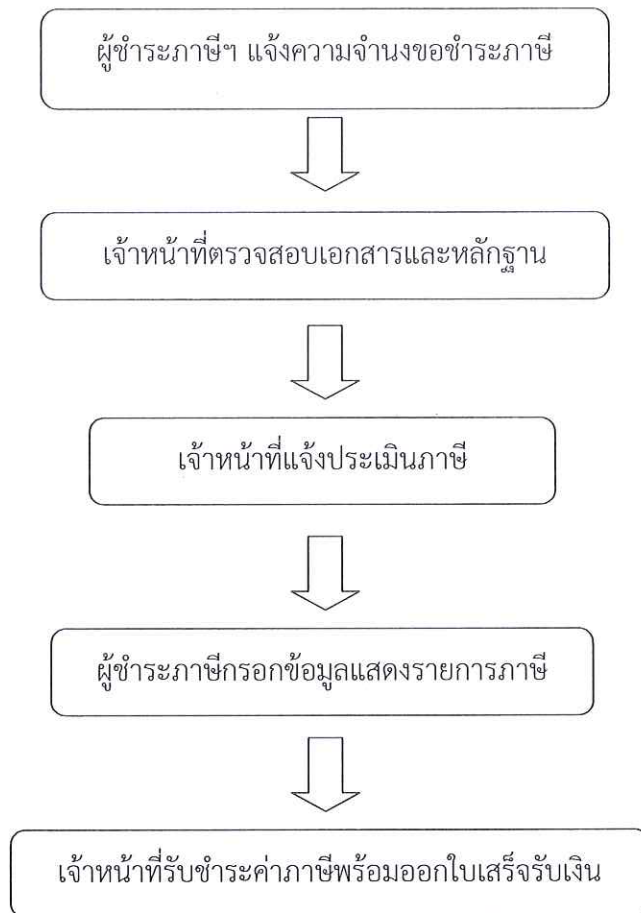 ผู้ชำระภาษีฯ แจ้งความจำนงขอชำระภาษี
เจ้าหน้าที่ตรวจสอบเอกสารและหลักฐาน
เจ้าหน้าที่แจ้งประเมินภาษี
ผู้ชำระภาษีกรอกข้อมูลแสดงรายการภาษี
เจ้าหน้าที่รับชำระค่าภาษีพร้อมออกใบเสร็จรับเงิน